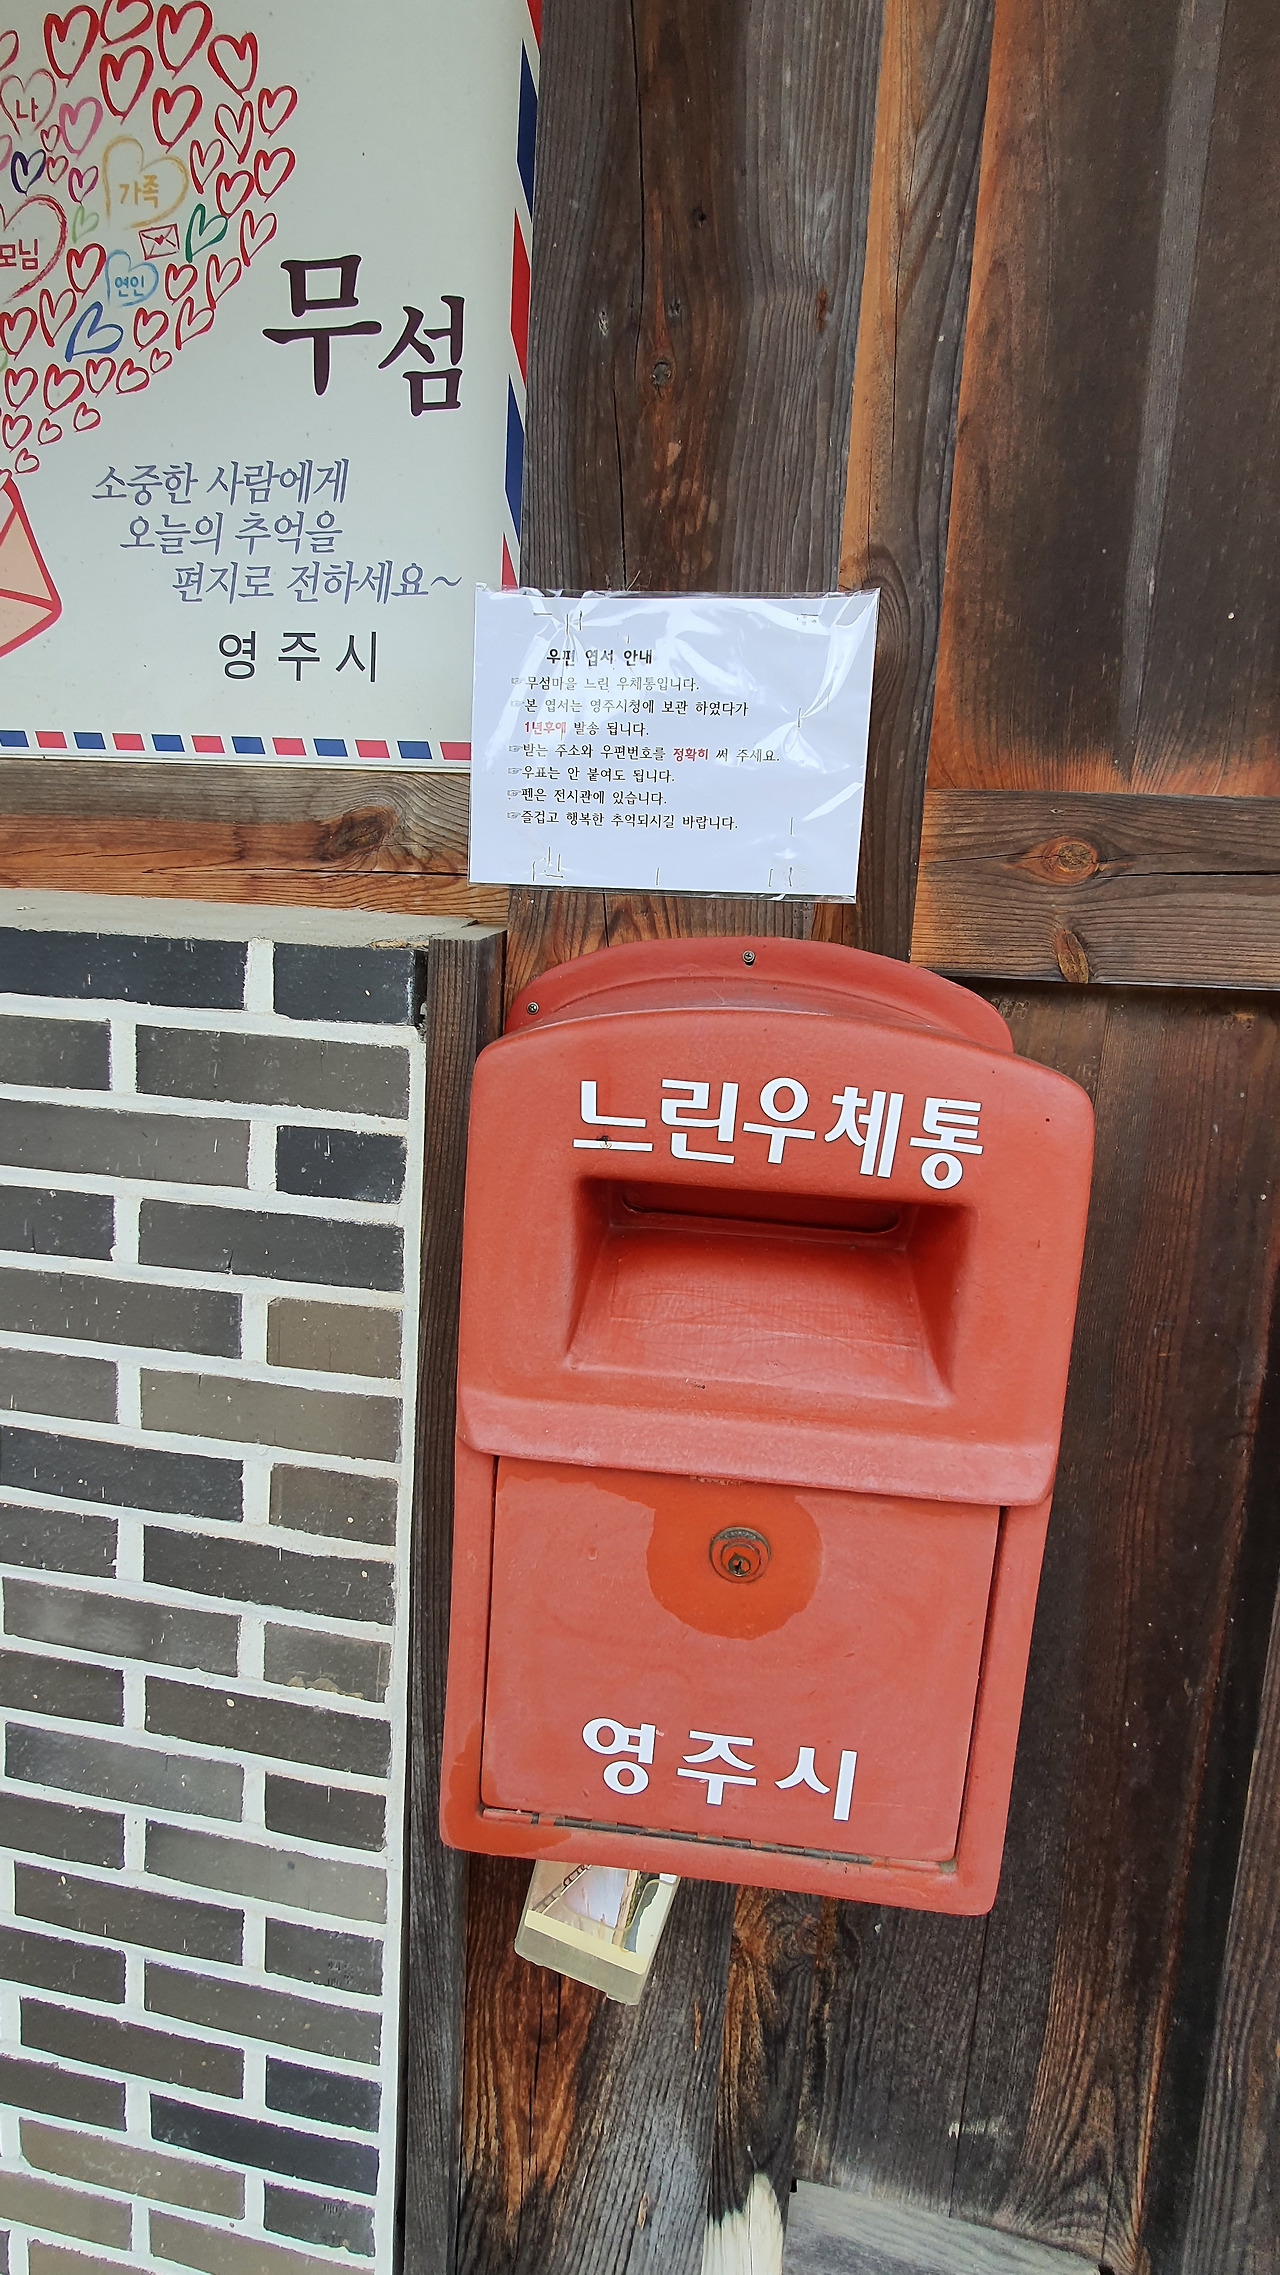 나
가족
모님
연인
무섬
소중한 사람에게
오늘의 추억을
편지로 전하세요~
영주시
우편 엽서 안내
☞무섬마을 느린 우체통입니다.
☞본 엽서는 영주시청에 보관 하였다가
1년후에 발송 됩니다.
☞받는 주소와 우편번호를 정확히 써 주세요.
☞우표는 안 붙여도 됩니다.
☞펜은 전시관에 있습니다.
☞즐겁고 행복한 추억되시길 바랍니다.
느린우체통
영주시